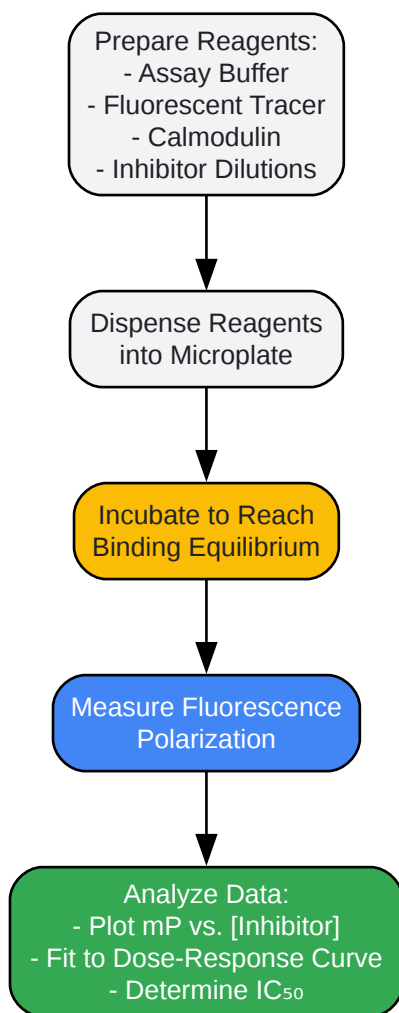 Prepare Reagents:
- Assay Buffer
- Fluorescent Tracer
- Calmodulin
- Inhibitor Dilutions
Dispense Reagents
into Microplate
Incubate to Reach
Binding Equilibrium
Measure Fluorescence
Polarization
Analyze Data:
- Plot mP vs. [Inhibitor]
- Fit to Dose-Response Curve
- Determine IC₅₀